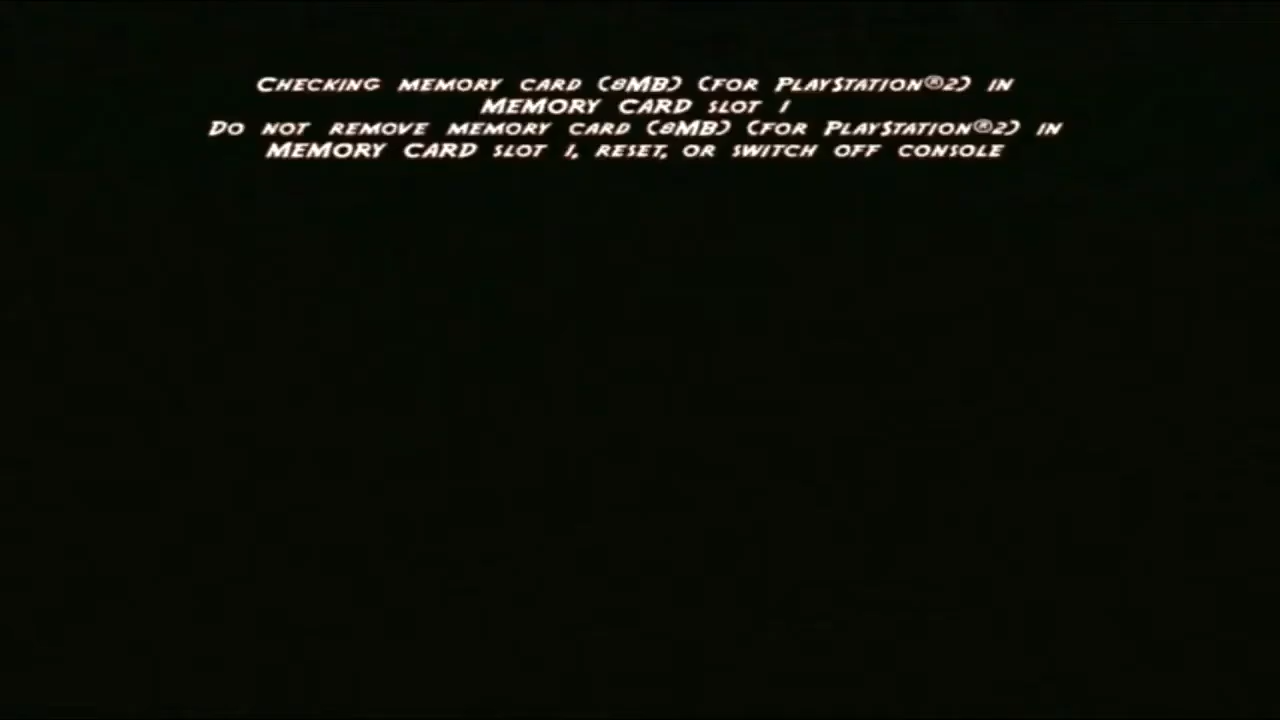 Checking memory card (8MB) (for PlayStation®2) in
MEMORY CARD slot 1
Do not remove memory card (8MB) (for PlayStation®2) in
MEMORY CARD slot 1, reset, or switch off console